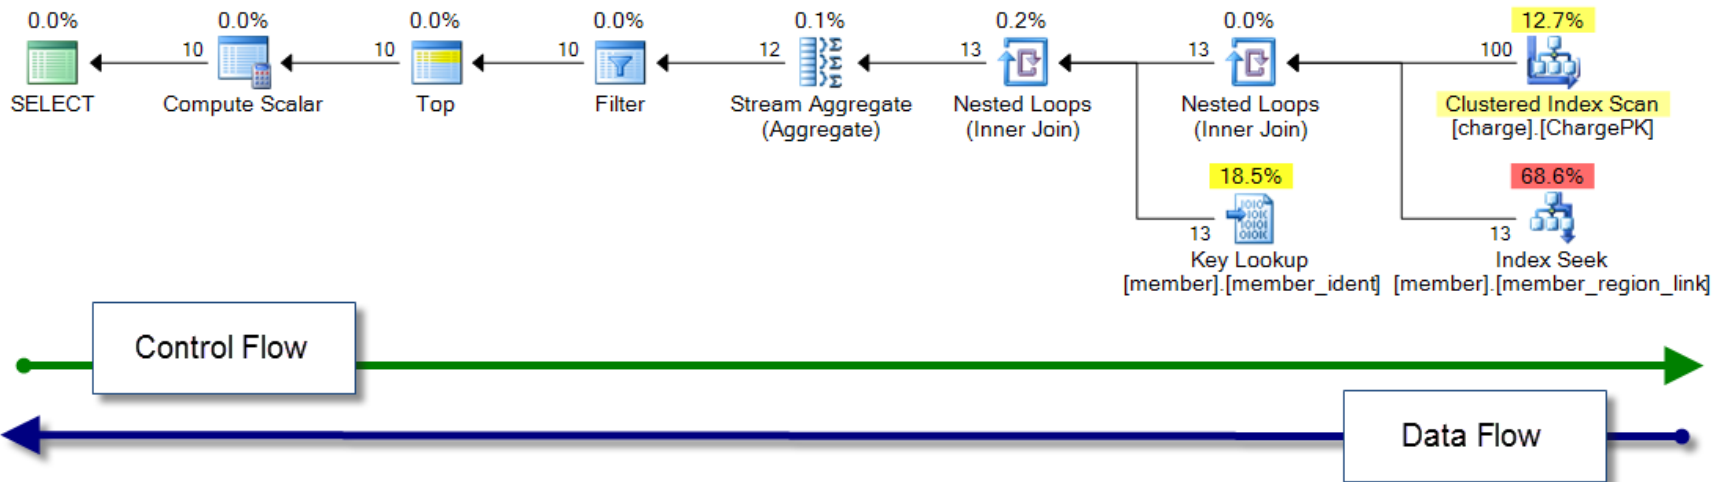 0.0% 0.0% 0.0% 0.0% 0.1% 0.2% 0.0% 12.7%
10 10 10 12 13 13 100
SELECT Compute Scalar Top Filter Stream Aggregate Nested Loops Nested Loops Clustered Index Scan
(Aggregate) (Inner Join) (Inner Join) [charge].[ChargePK]
18.5% 68.6%
13 13
Key Lookup Index Seek
[member].[member_ident] [member].[member_region_link]
Control Flow
Data Flow